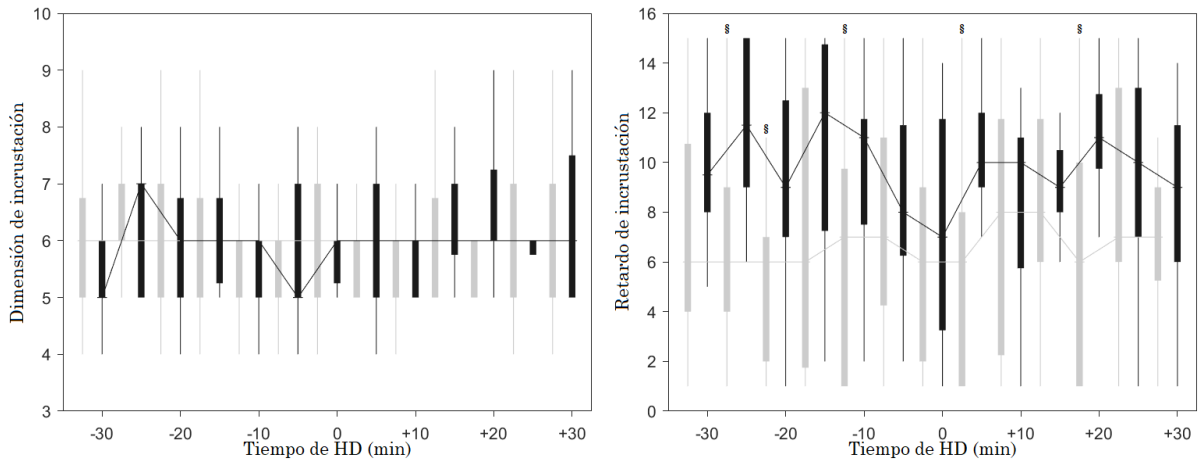 Dimensión de incrustación
10
9
8
7
6
5
4
3
-30 -20 -10 0 +10 +20 +30
Tiempo de HD (min)
Retardo de incrustación
16
14
12
10
8
6
4
2
0
§ § § §
§
-30 -20 -10 0 +10 +20 +30
Tiempo de HD (min)